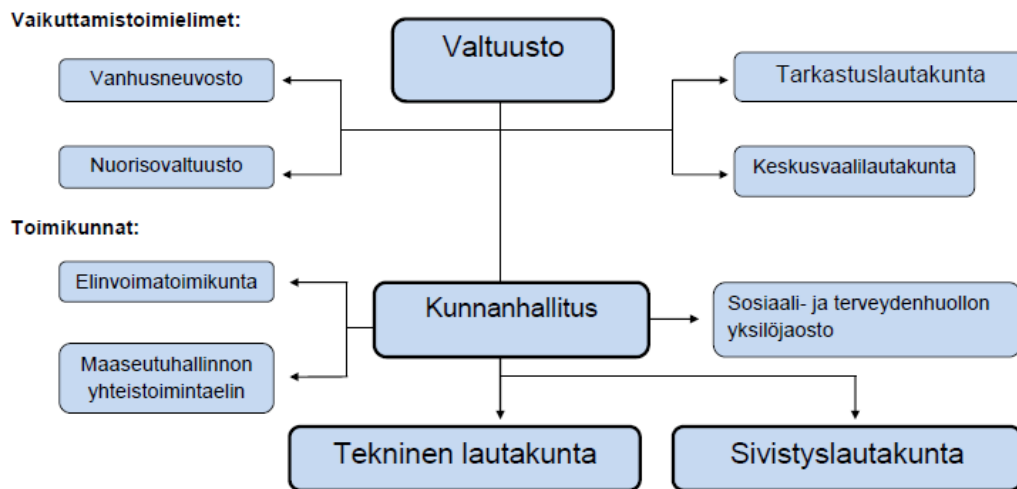 Vaikuttamistoimielimet:
Valtuusto
Vanhusneuvosto
Tarkastuslautakunta
Nuorisovaltuusto
Keskusvaalilautakunta
Toimikunnat:
Elinvoimatoimikunta
Kunnanhallitus
Sosiaali- ja terveydenhuollon
yksilöjaosto
Maaseutuhallinnon
yhteistoimintaelin
Tekninen lautakunta
Sivistyslautakunta